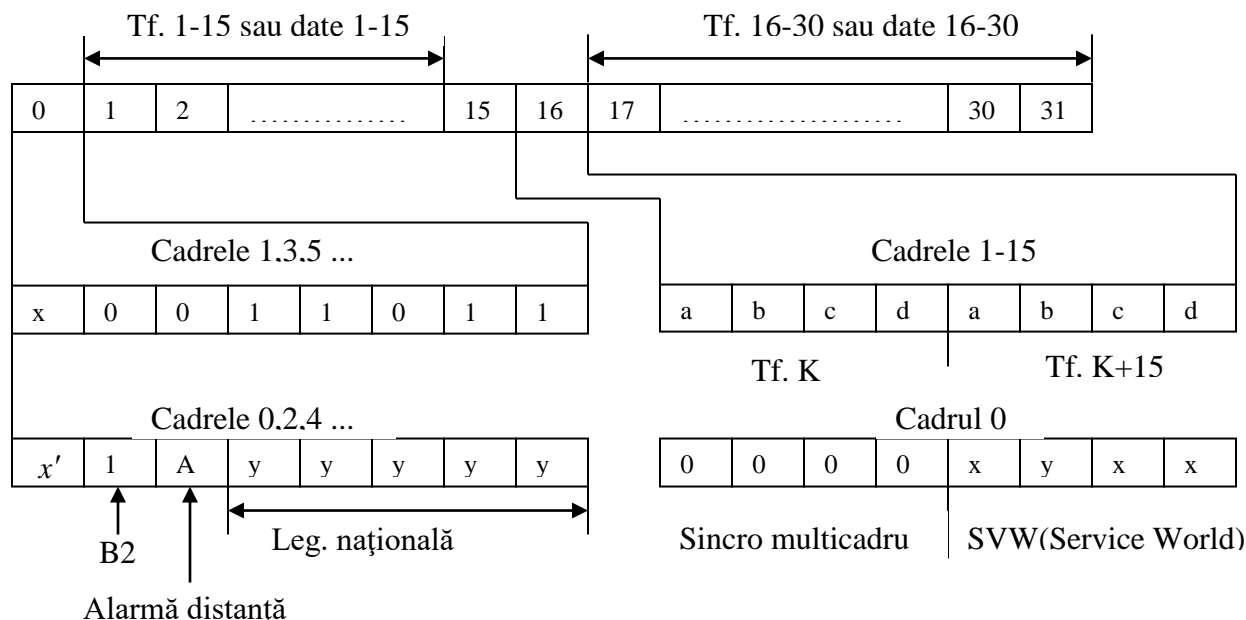 Tf. 1-15 sau date 1-15 Tf. 16-30 sau date 16-30
0 1 2 ............... 15 16 17 ..................... 30 31
Cadrele 1,3,5 ... Cadrele 1-15
x 0 0 1 1 0 1 1 a b c d a b c d
Tf. K Tf. K+15
Cadrele 0,2,4 ... Cadrul 0
x' 1 A y y y y y 0 0 0 0 x y x x
B2 Leg. naţională Sincro multicadru SVW(Service World)
Alarmă distanţă